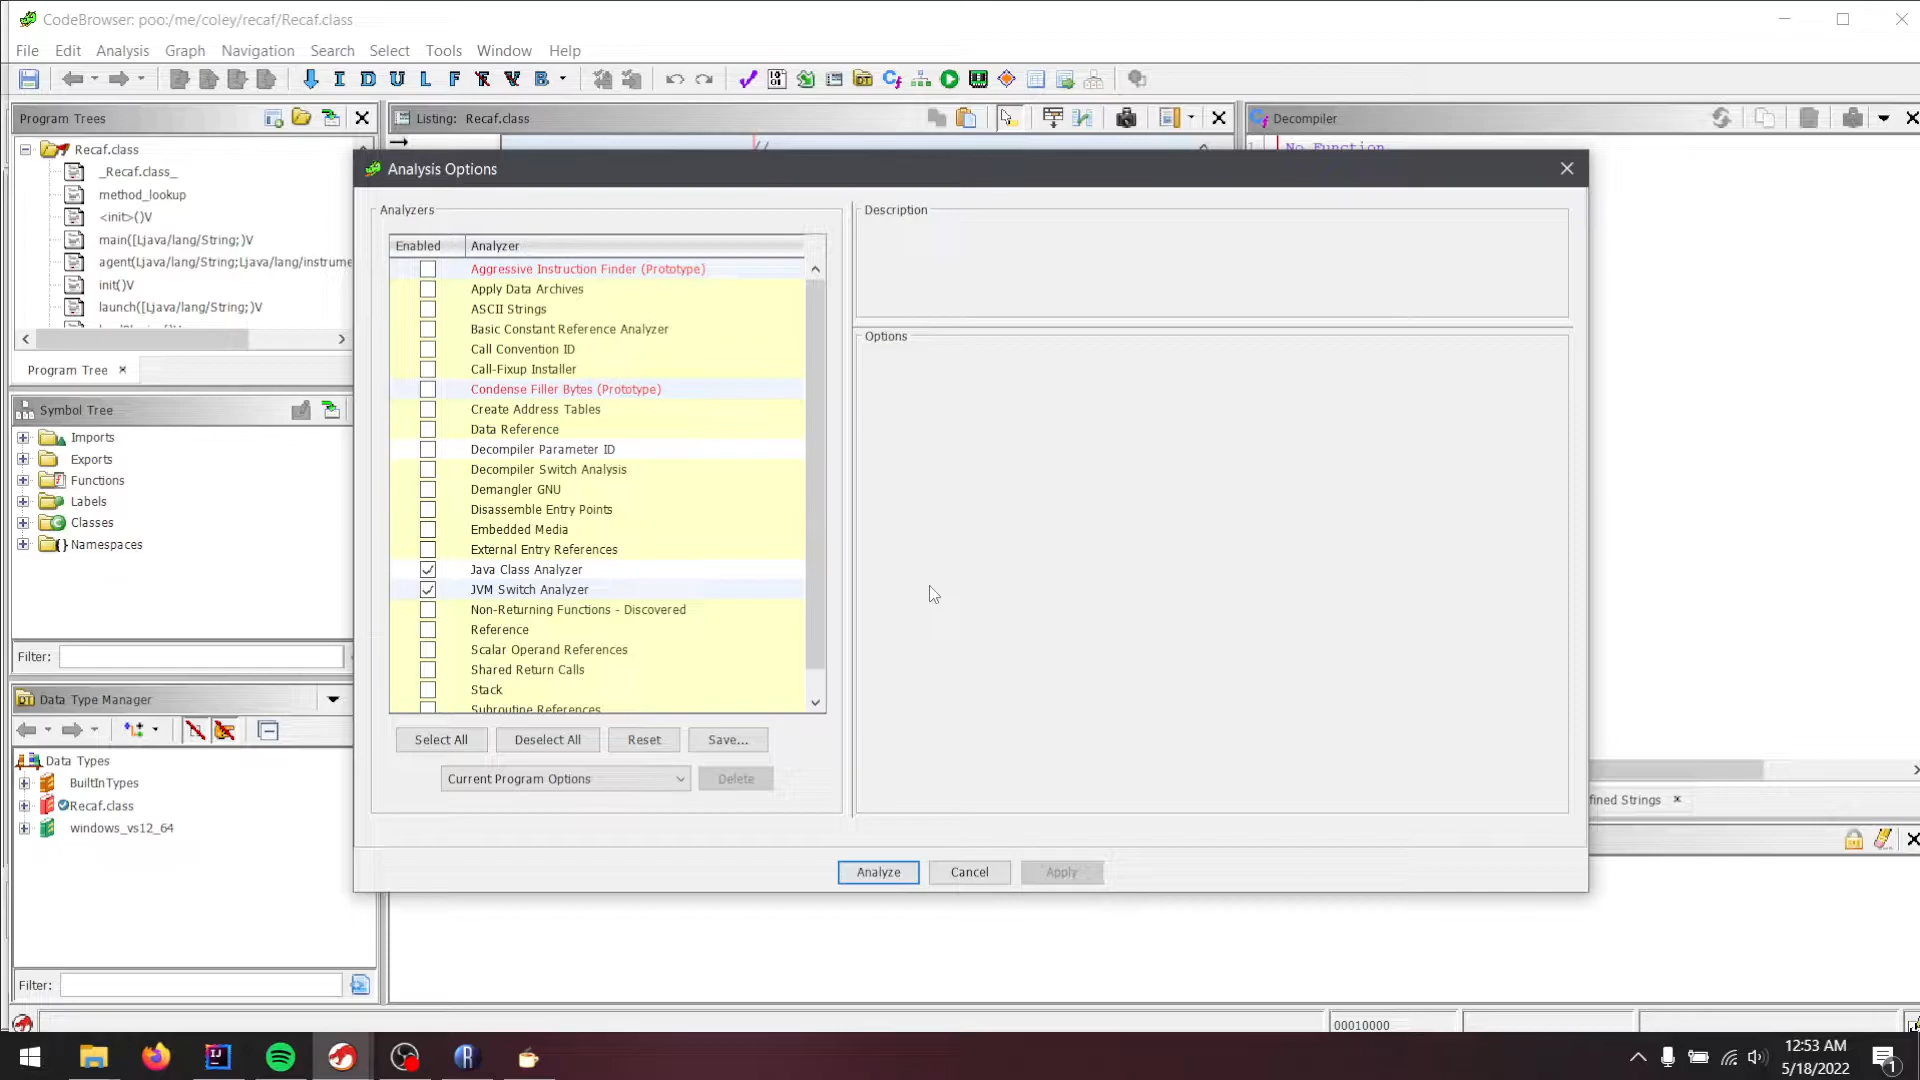 CodeBrowser: poo:/me/coley/recaf/Recaf.class
File Edit Analysis Graph Navigation Search Select Tools Window Help
I D U L F V B
Program Trees
Recaf.class
_Recaf.class_
method_lookup
<init>()V
main([Ljava/lang/String;)V
agent(Ljava/lang/String;Ljava/lang/instrume
init()V
launch([Ljava/lang/String;)V
Program Tree
Symbol Tree
Imports
Exports
Functions
Labels
Classes
Namespaces
Filter:
Data Type Manager
Data Types
BuiltInTypes
Recaf.class
windows_vs12_64
Filter:
Listing: Recaf.class
//
Decompiler
1
No Function
Analysis Options
Analyzers
Enabled Analyzer
Aggressive Instruction Finder (Prototype)
Apply Data Archives
ASCII Strings
Basic Constant Reference Analyzer
Call Convention ID
Call-Fixup Installer
Condense Filler Bytes (Prototype)
Create Address Tables
Data Reference
Decompiler Parameter ID
Decompiler Switch Analysis
Demangler GNU
Disassemble Entry Points
Embedded Media
External Entry References
Java Class Analyzer
JVM Switch Analyzer
Non-Returning Functions - Discovered
Reference
Scalar Operand References
Shared Return Calls
Stack
Subroutine References
Select All Deselect All Reset Save...
Current Program Options Delete
Description
Options
Analyze Cancel Apply
fined Strings
00010000
12:53 AM
5/18/2022
1